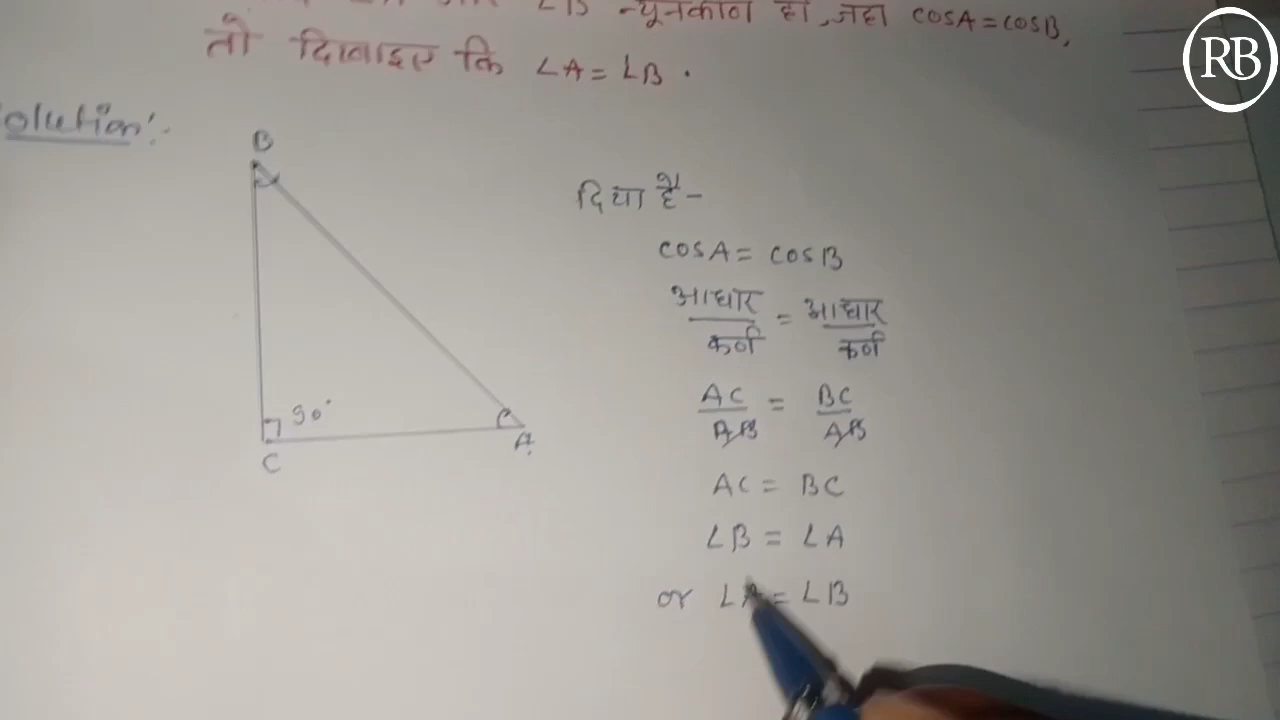 ∠B न्यूनकोण हो, जहा cosA = cosB,
तो दिखाइए कि ∠A = ∠B .
RB
olution:-
B
90°
C
A
दिया है -
cosA = cosB
आधार/कर्ण = आधार/कर्ण
AC/AB = BC/AB
AC = BC
∠B = ∠A
or ∠A = ∠B